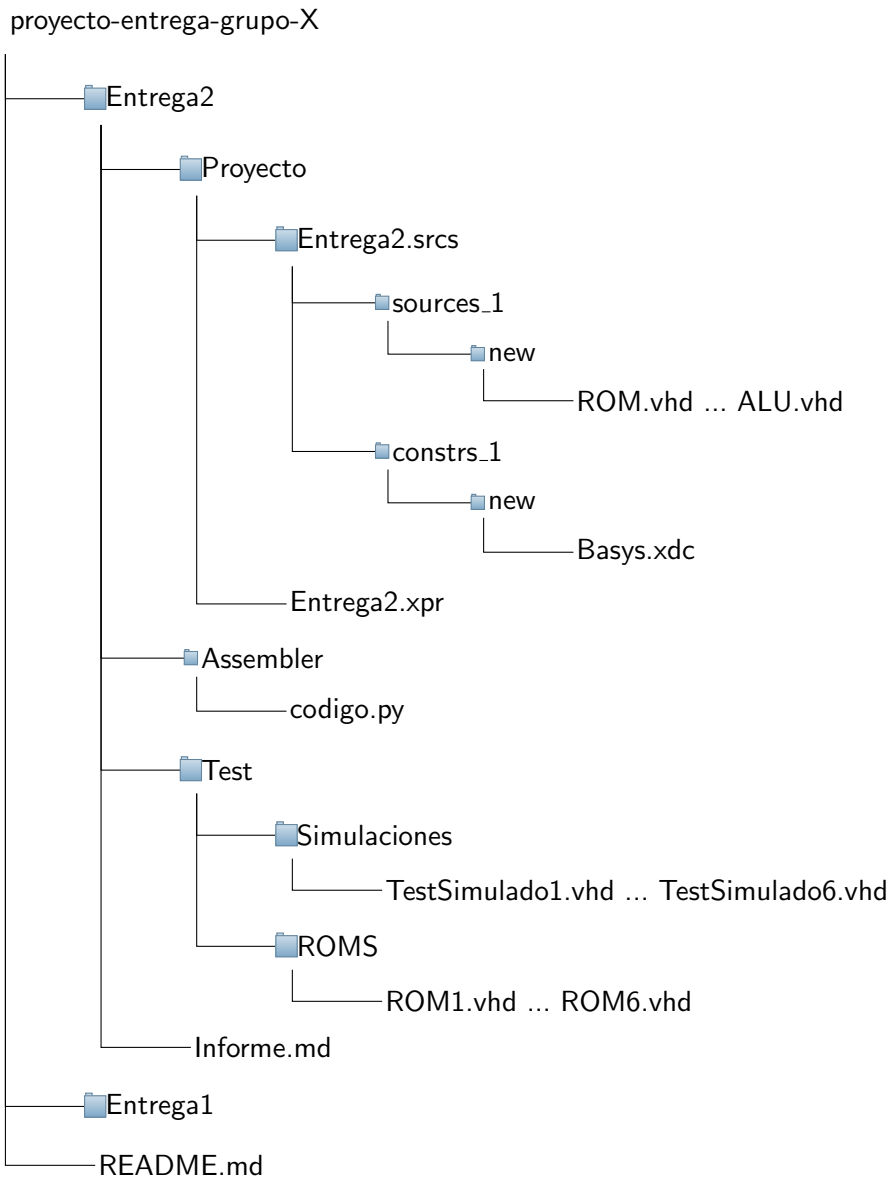 proyecto-entrega-grupo-X
Entrega2
Proyecto
Entrega2.srcs
sources_1
new
ROM.vhd ... ALU.vhd
constrs_1
new
Basys.xdc
Entrega2.xpr
Assembler
codigo.py
Test
Simulaciones
TestSimulado1.vhd ... TestSimulado6.vhd
ROMS
ROM1.vhd ... ROM6.vhd
Informe.md
Entrega1
README.md